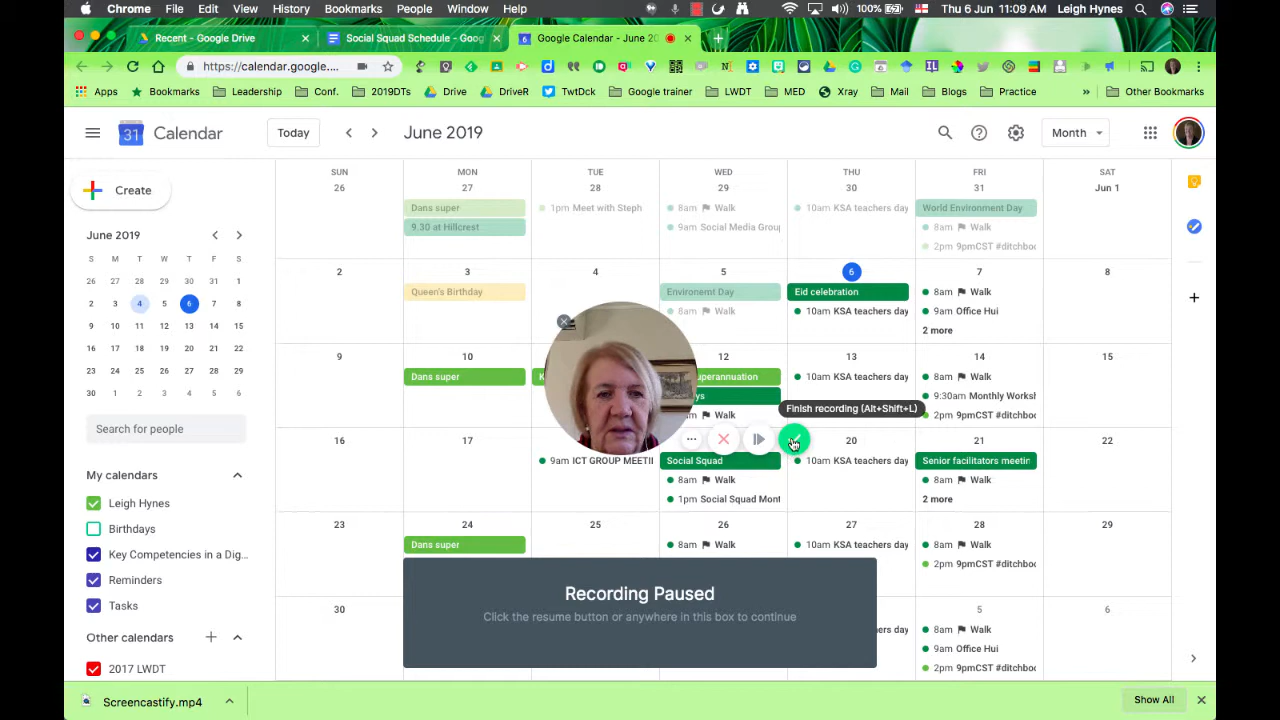 Chrome File Edit View History Bookmarks People Window Help 100% Thu 6 Jun 11:09 AM Leigh Hynes
Recent - Google Drive × Social Squad Schedule - Goog × Google Calendar - June 20 × +
https://calendar.google....
Apps Bookmarks Leadership Conf. 2019DTs Drive DriveR TwtDck Google trainer LWDT MED Xray Mail Blogs Practice » Other Bookmarks
31 Calendar Today June 2019 Month
Create
June 2019
S M T W T F S
26 27 28 29 30 31 1
2 3 4 5 6 7 8
9 10 11 12 13 14 15
16 17 18 19 20 21 22
23 24 25 26 27 28 29
30 1 2 3 4 5 6
Search for people
My calendars
Leigh Hynes
Birthdays
Key Competencies in a Dig...
Reminders
Tasks
Other calendars +
2017 LWDT
SUN MON TUE WED THU FRI SAT
26 27 28 29 30 31 Jun 1
Dans super 1pm Meet with Steph 8am Walk 10am KSA teachers day World Environment Day
9.30 at Hillcrest 9am Social Media Group 8am Walk
2pm 9pmCST #ditchboo
2 3 4 5 6 7 8
Queen's Birthday Environemt Day Eid celebration 8am Walk
8am Walk 10am KSA teachers day 9am Office Hui
2 more
9 10 12 13 14 15
Dans super K uperannuation 10am KSA teachers day 8am Walk
ys 9:30am Monthly Worksh
Walk 2pm 9pmCST #ditchboo
Finish recording (Alt+Shift+L)
16 17 20 21 22
9am ICT GROUP MEETII Social Squad 10am KSA teachers day Senior facilitators meetin
8am Walk 8am Walk
1pm Social Squad Mont 2 more
23 24 25 26 27 28 29
Dans super 8am Walk 10am KSA teachers day 8am Walk
2pm 9pmCST #ditchboo
Recording Paused
Click the resume button or anywhere in this box to continue
30 5 6
ers day 8am Walk
9am Office Hui
2pm 9pmCST #ditchboo
Screencastify.mp4 Show All